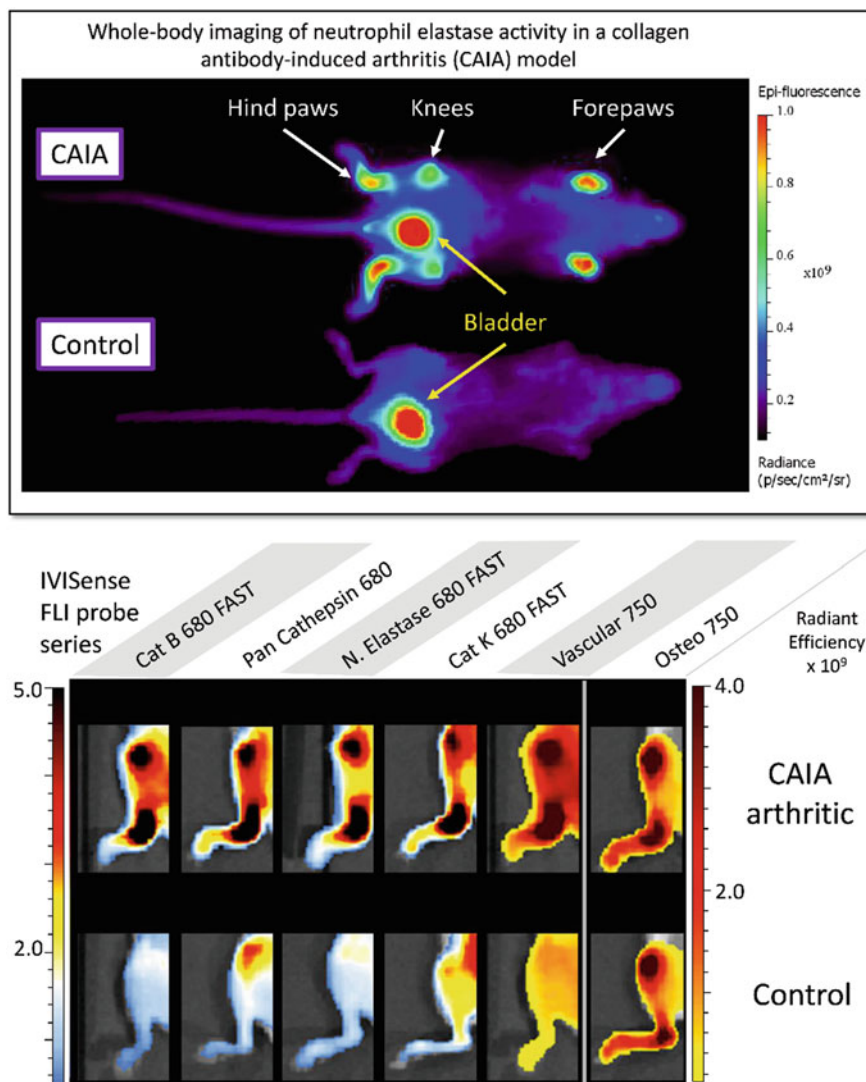 Whole-body imaging of neutrophil elastase activity in a collagen
antibody-induced arthritis (CAIA) model
Hind paws
Knees
Forepaws
Epi-fluorescence
CAIA
1.0
0.8
0.6
x10⁹
0.4
0.2
Bladder
Control
Radiance
(p/sec/cm²/sr)
IVISense
FLI probe
series
Cat B 680 FAST
Pan Cathepsin 680
N. Elastase 680 FAST
Cat K 680 FAST
Vascular 750
Osteo 750
Radiant
Efficiency
x 10⁹
5.0
2.0
4.0
2.0
CAIA
arthritic
Control